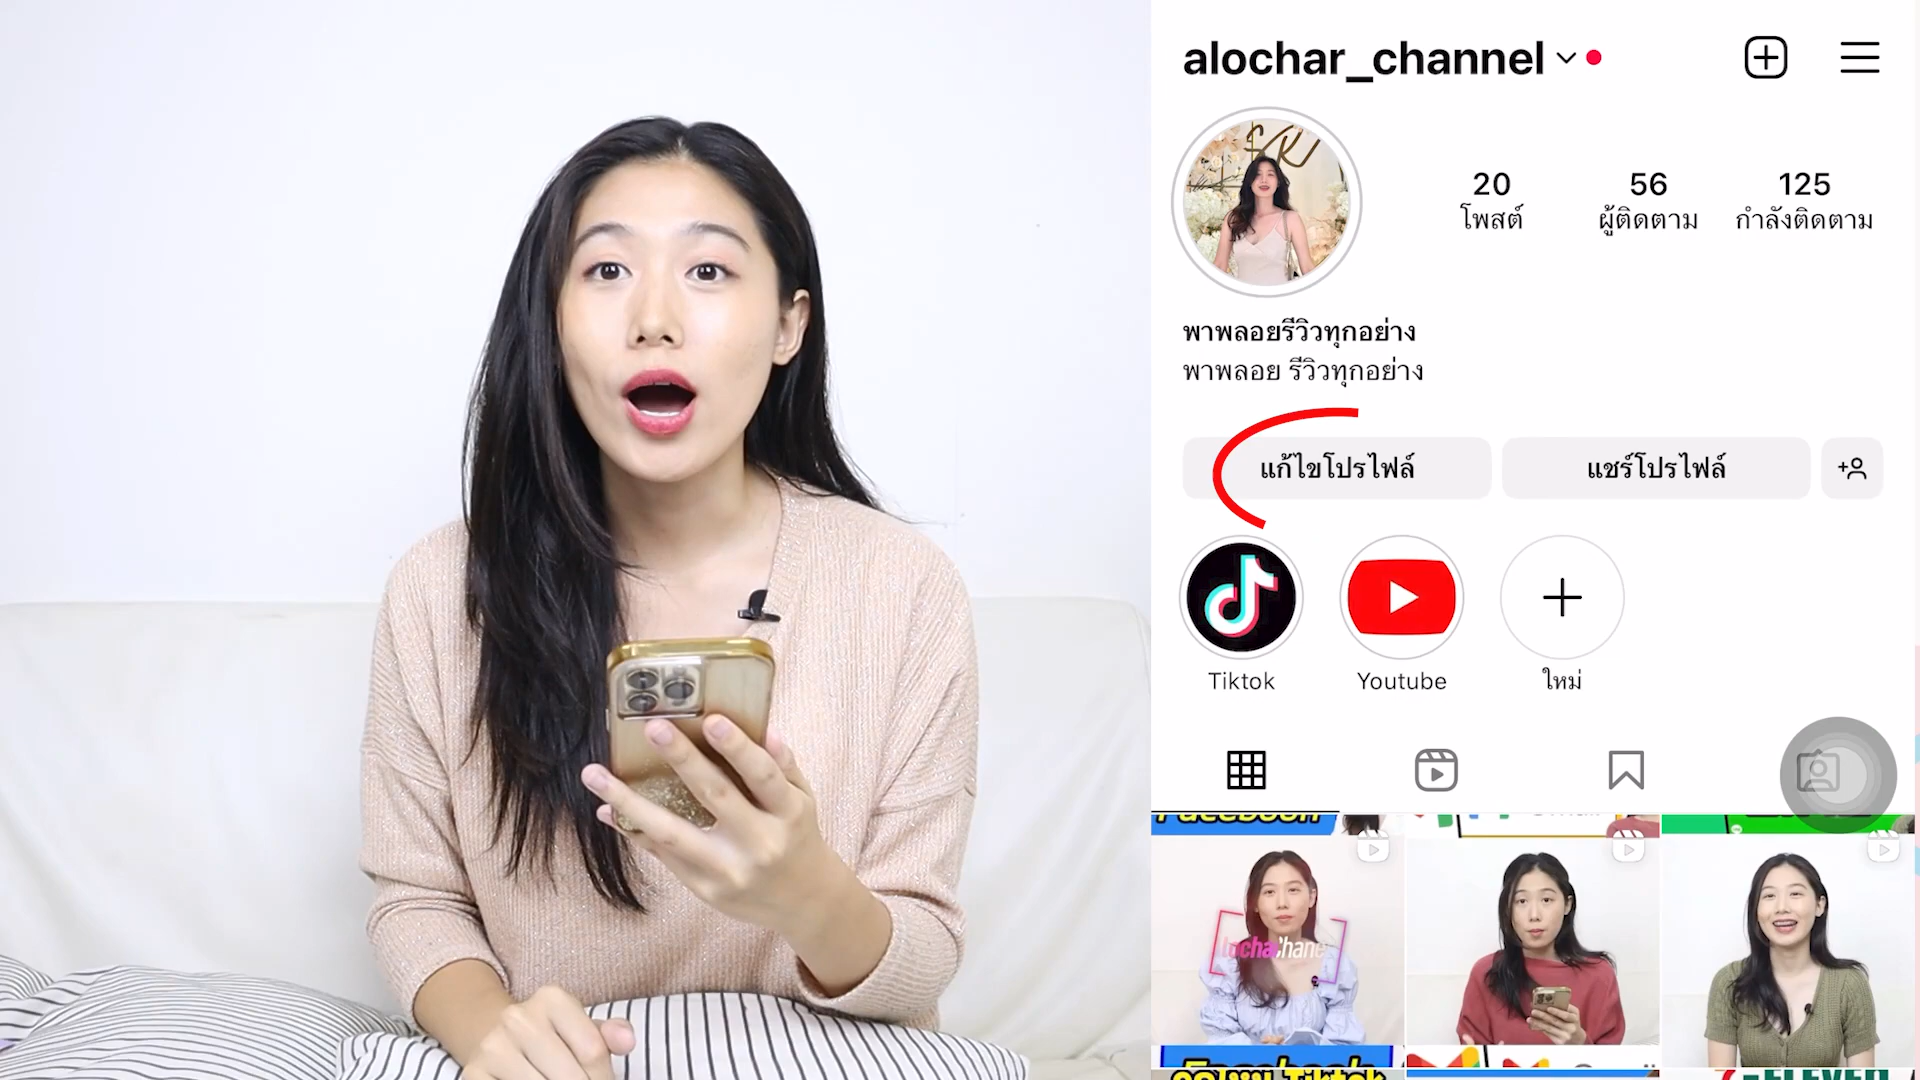 alochar_channel
20
โพสต์
56
ผู้ติดตาม
125
กำลังติดตาม
พาพลอยรีวิวทุกอย่าง
พาพลอย รีวิวทุกอย่าง
แก้ไขโปรไฟล์
แชร์โปรไฟล์
Tiktok
Youtube
ใหม่